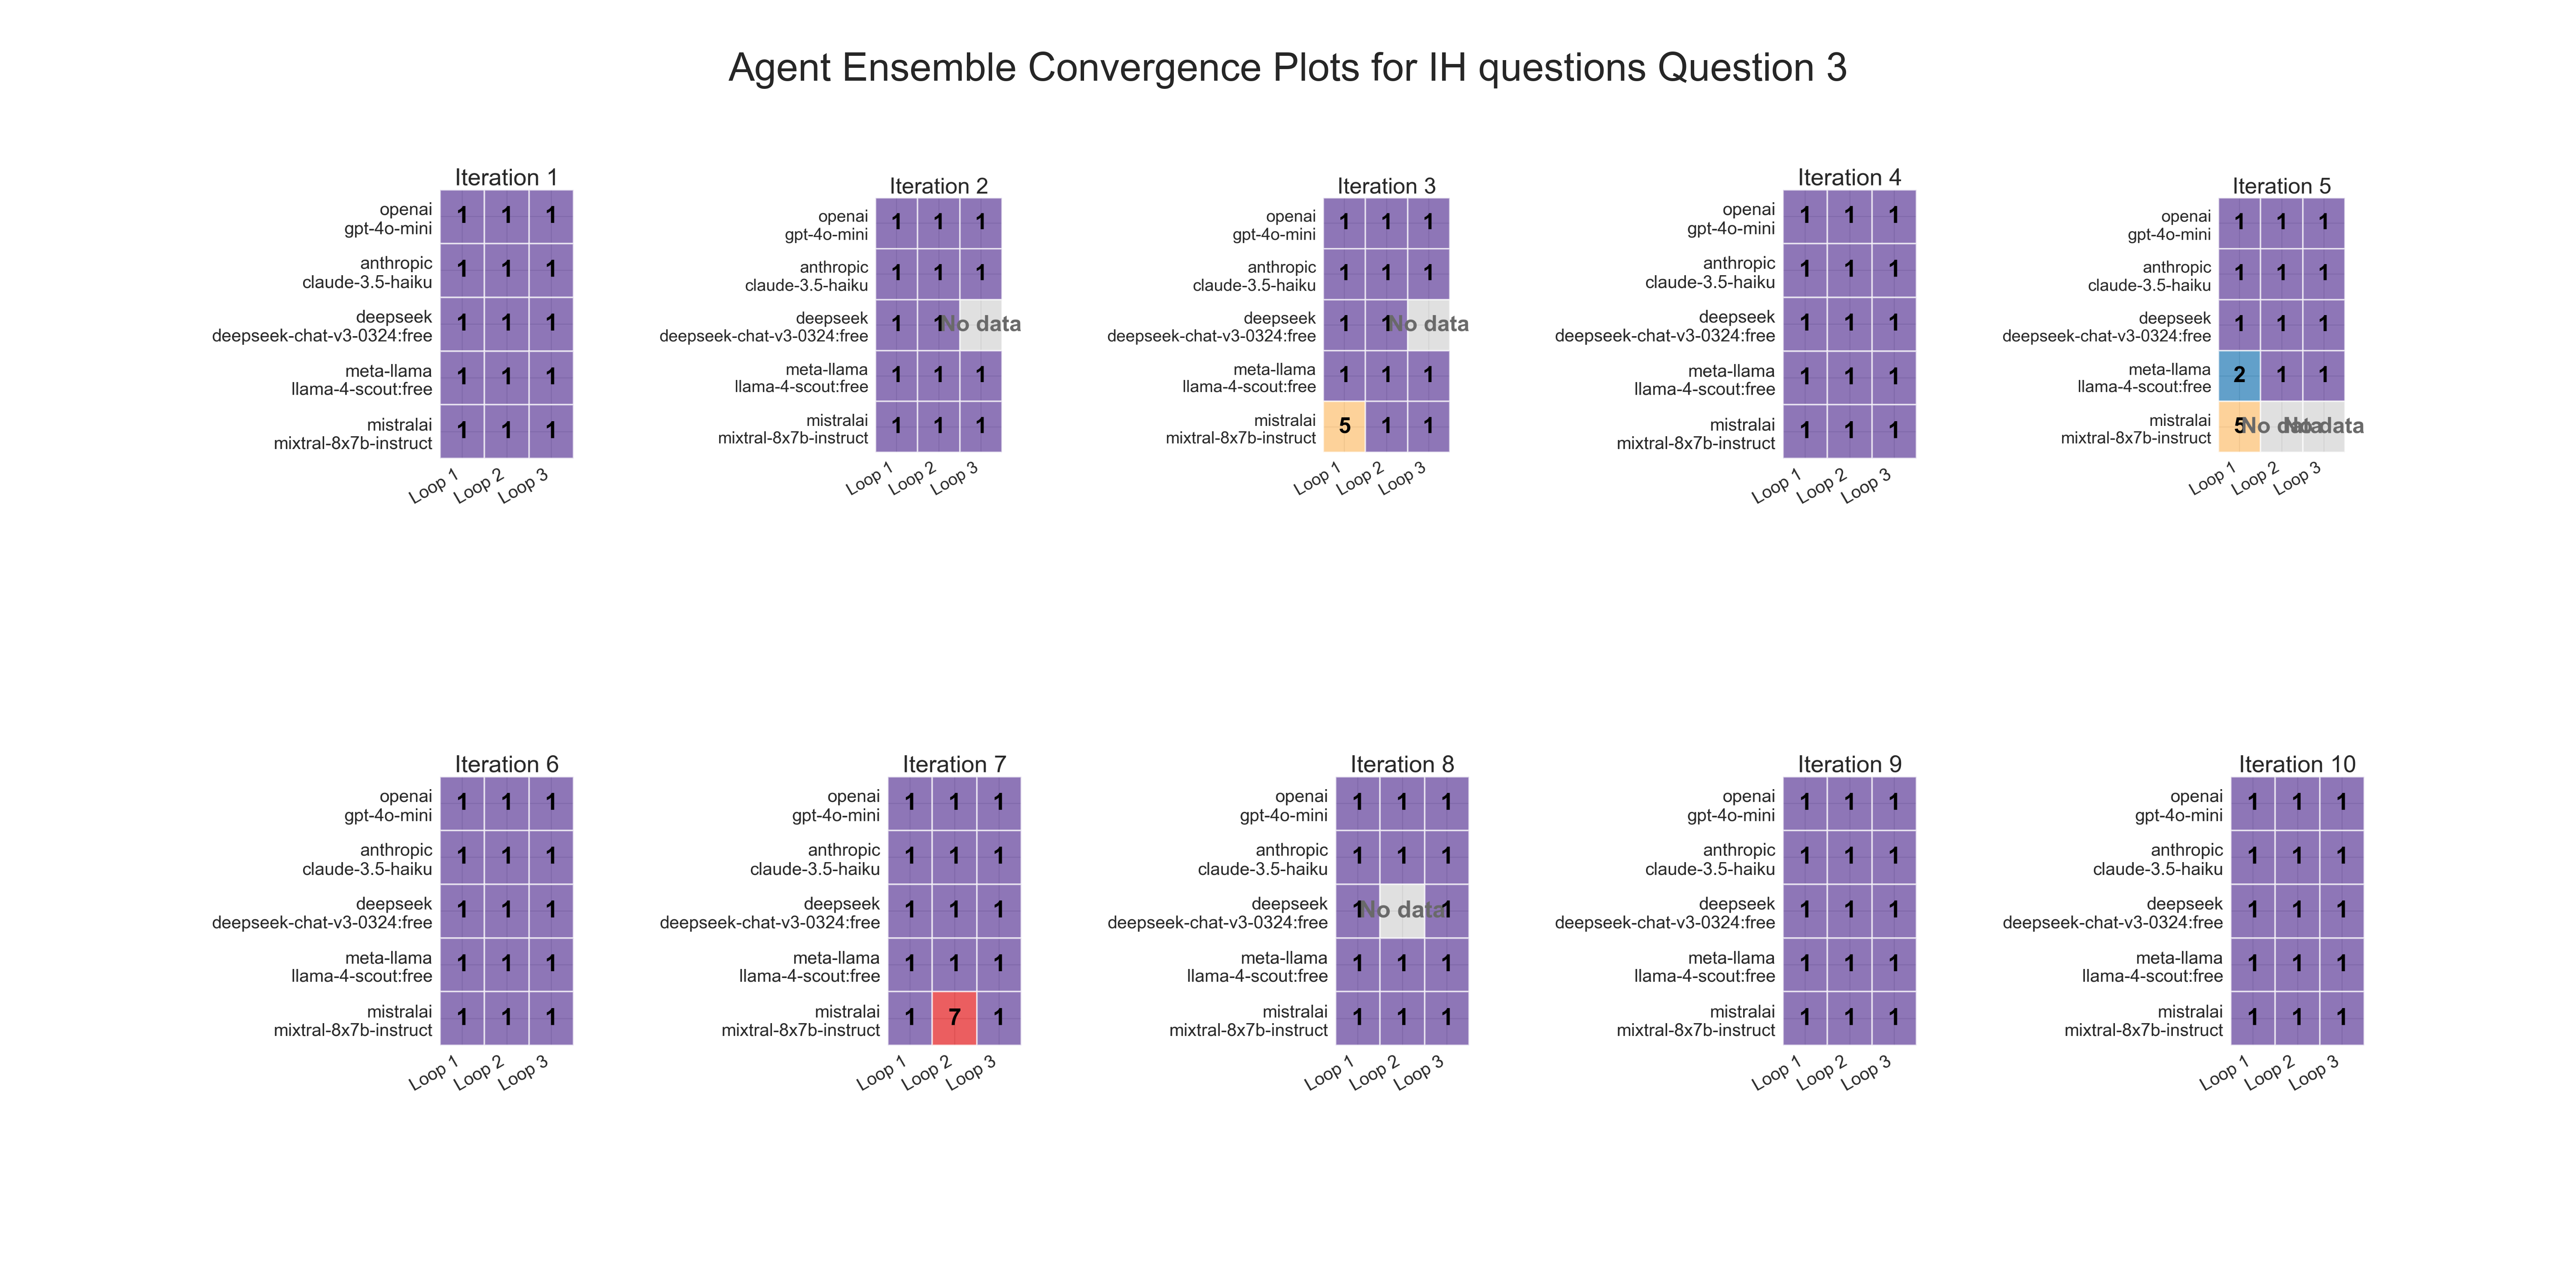 Agent Ensemble Convergence Plots for IH questions Question 3
Iteration 1
openai
gpt-4o-mini
1 1 1
anthropic
claude-3.5-haiku
1 1 1
deepseek
deepseek-chat-v3-0324:free
1 1 1
meta-llama
llama-4-scout:free
1 1 1
mistralai
mixtral-8x7b-instruct
1 1 1
Loop 1 Loop 2 Loop 3
Iteration 2
openai
gpt-4o-mini
1 1 1
anthropic
claude-3.5-haiku
1 1 1
deepseek
deepseek-chat-v3-0324:free
1 1 No data
meta-llama
llama-4-scout:free
1 1 1
mistralai
mixtral-8x7b-instruct
1 1 1
Loop 1 Loop 2 Loop 3
Iteration 3
openai
gpt-4o-mini
1 1 1
anthropic
claude-3.5-haiku
1 1 1
deepseek
deepseek-chat-v3-0324:free
1 1 No data
meta-llama
llama-4-scout:free
1 1 1
mistralai
mixtral-8x7b-instruct
5 1 1
Loop 1 Loop 2 Loop 3
Iteration 4
openai
gpt-4o-mini
1 1 1
anthropic
claude-3.5-haiku
1 1 1
deepseek
deepseek-chat-v3-0324:free
1 1 1
meta-llama
llama-4-scout:free
1 1 1
mistralai
mixtral-8x7b-instruct
1 1 1
Loop 1 Loop 2 Loop 3
Iteration 5
openai
gpt-4o-mini
1 1 1
anthropic
claude-3.5-haiku
1 1 1
deepseek
deepseek-chat-v3-0324:free
1 1 1
meta-llama
llama-4-scout:free
2 1 1
mistralai
mixtral-8x7b-instruct
5 No data No data
Loop 1 Loop 2 Loop 3
Iteration 6
openai
gpt-4o-mini
1 1 1
anthropic
claude-3.5-haiku
1 1 1
deepseek
deepseek-chat-v3-0324:free
1 1 1
meta-llama
llama-4-scout:free
1 1 1
mistralai
mixtral-8x7b-instruct
1 1 1
Loop 1 Loop 2 Loop 3
Iteration 7
openai
gpt-4o-mini
1 1 1
anthropic
claude-3.5-haiku
1 1 1
deepseek
deepseek-chat-v3-0324:free
1 1 1
meta-llama
llama-4-scout:free
1 1 1
mistralai
mixtral-8x7b-instruct
1 7 1
Loop 1 Loop 2 Loop 3
Iteration 8
openai
gpt-4o-mini
1 1 1
anthropic
claude-3.5-haiku
1 1 1
deepseek
deepseek-chat-v3-0324:free
1 No data 1
meta-llama
llama-4-scout:free
1 1 1
mistralai
mixtral-8x7b-instruct
1 1 1
Loop 1 Loop 2 Loop 3
Iteration 9
openai
gpt-4o-mini
1 1 1
anthropic
claude-3.5-haiku
1 1 1
deepseek
deepseek-chat-v3-0324:free
1 1 1
meta-llama
llama-4-scout:free
1 1 1
mistralai
mixtral-8x7b-instruct
1 1 1
Loop 1 Loop 2 Loop 3
Iteration 10
openai
gpt-4o-mini
1 1 1
anthropic
claude-3.5-haiku
1 1 1
deepseek
deepseek-chat-v3-0324:free
1 1 1
meta-llama
llama-4-scout:free
1 1 1
mistralai
mixtral-8x7b-instruct
1 1 1
Loop 1 Loop 2 Loop 3